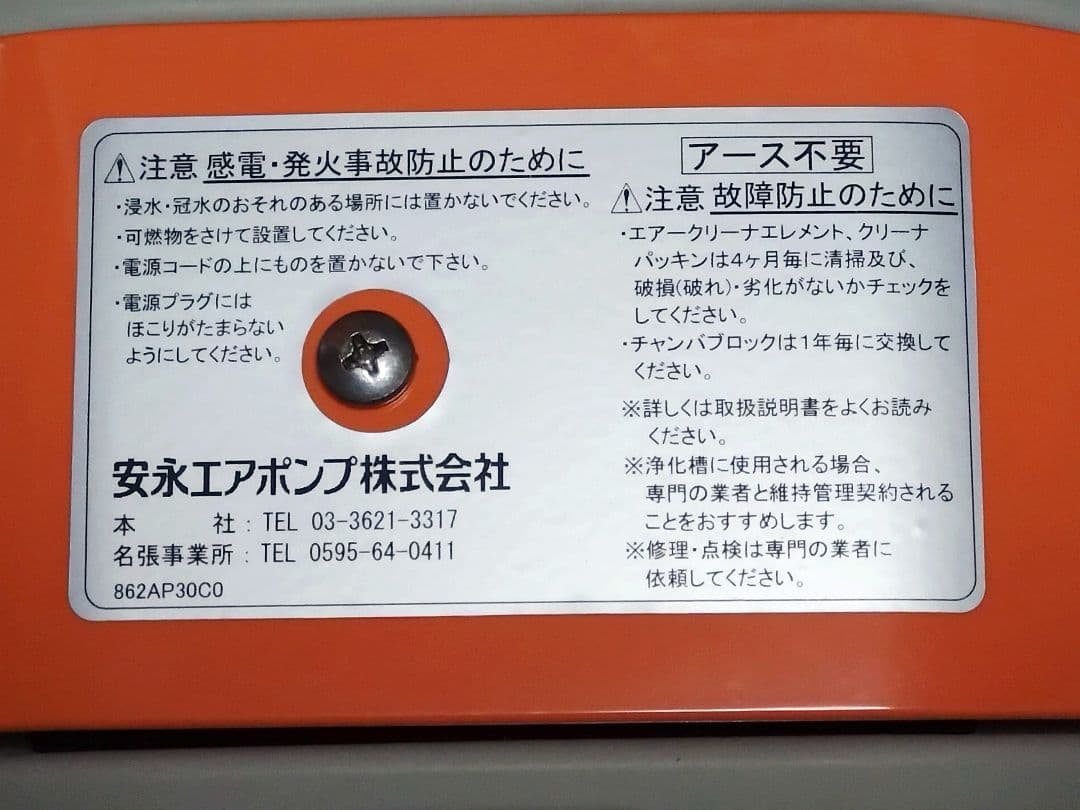 ⚠注意 感電・発火事故防止のために
・浸水・冠水のおそれのある場所には置かないでください。
・可燃物をさけて設置してください。
・電源コードの上にものを置かないで下さい。
・電源プラグには
ほこりがたまらない
ようにしてください。
安永エアポンプ株式会社
本　　　社：TEL 03-3621-3317
名張事業所：TEL 0595-64-0411
862AP30C0
アース不要
⚠注意 故障防止のために
・エアークリーナエレメント、クリーナ
パッキンは4ヶ月毎に清掃及び、
破損(破れ)・劣化がないかチェックを
してください。
・チャンバブロックは1年毎に交換して
ください。
※詳しくは取扱説明書をよくお読み
ください。
※浄化槽に使用される場合、
専門の業者と維持管理契約される
ことをおすすめします。
※修理・点検は専門の業者に
依頼してください。